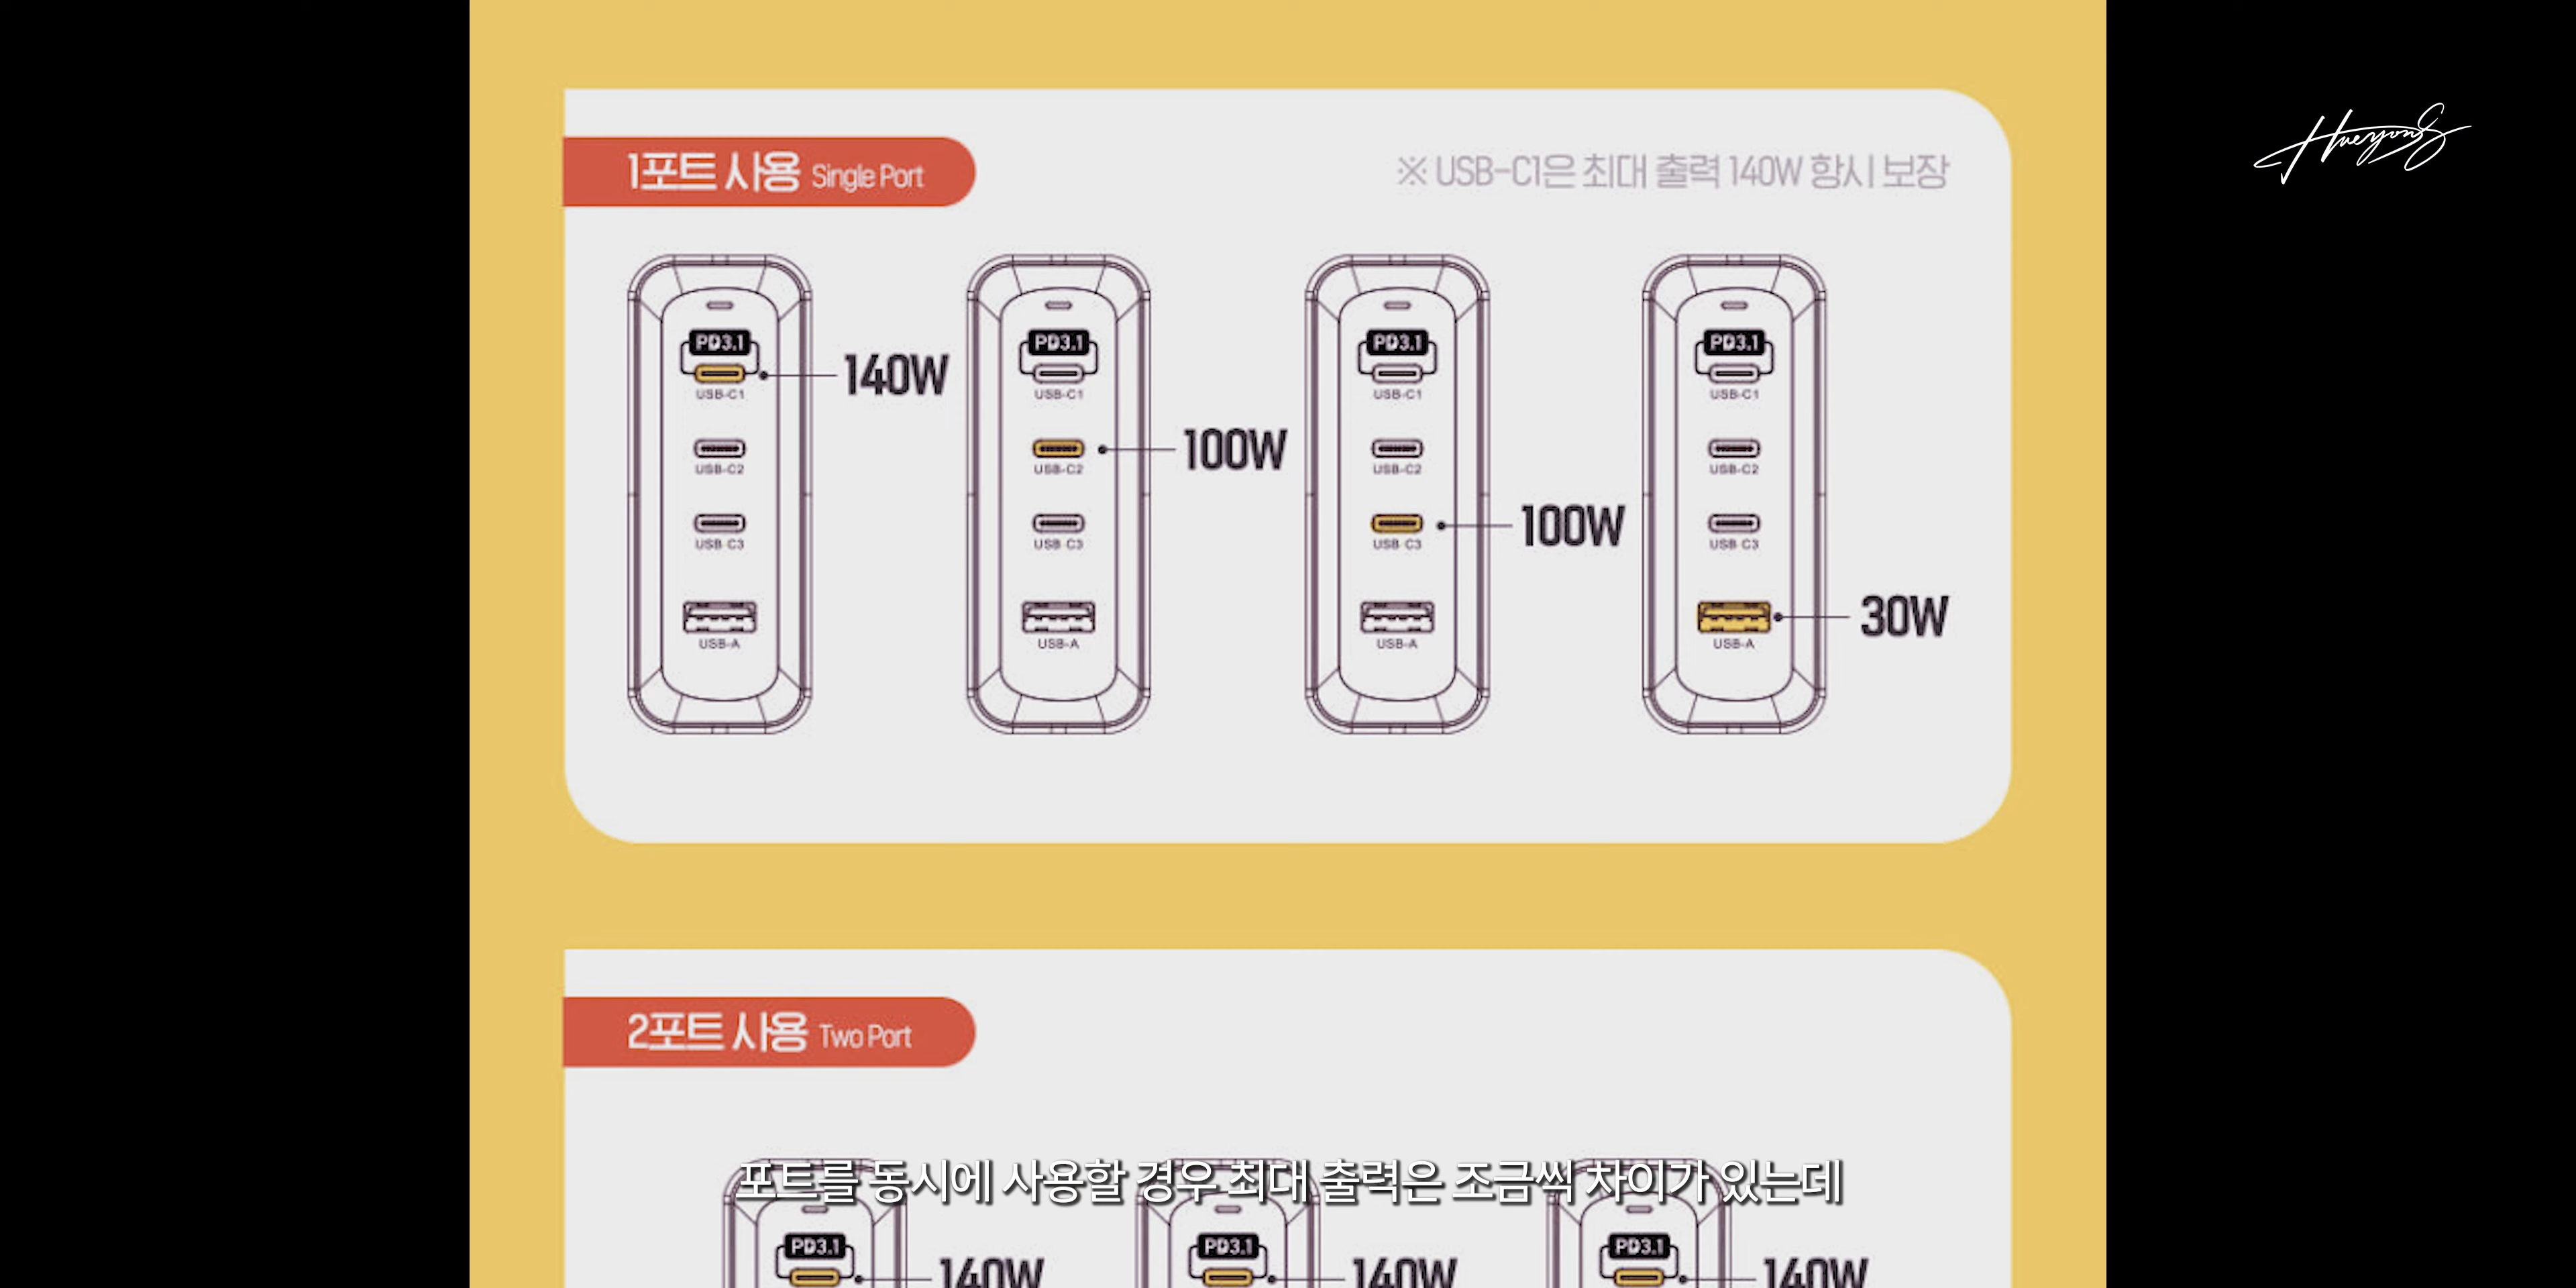 Hueyong
1포트 사용 Single Port
※ USB-C1은 최대 출력 140W 항시 보장
PD3.1
USB-C1
140W
USB-C2
USB-C3
USB-A
PD3.1
USB-C1
USB-C2
100W
USB-C3
USB-A
PD3.1
USB-C1
USB-C2
USB-C3
100W
USB-A
PD3.1
USB-C1
USB-C2
USB-C3
USB-A
30W
2포트 사용 Two Port
포트를 동시에 사용할 경우 최대 출력은 조금씩 차이가 있는데
PD3.1
140W
PD3.1
140W
PD3.1
140W